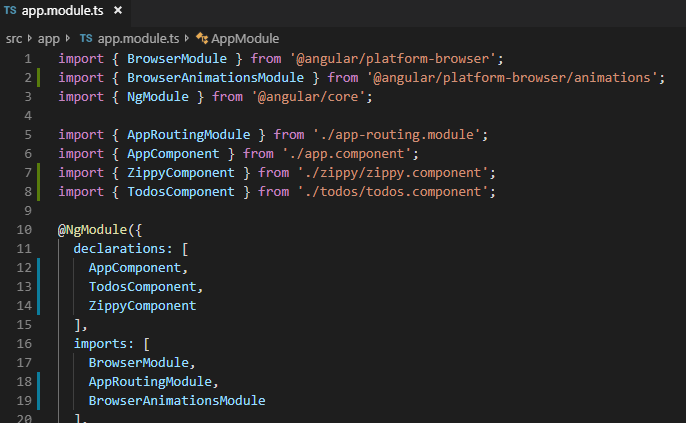 TS app.module.ts ×
src > app > TS app.module.ts > AppModule
1 import { BrowserModule } from '@angular/platform-browser';
2 import { BrowserAnimationsModule } from '@angular/platform-browser/animations';
3 import { NgModule } from '@angular/core';
4
5 import { AppRoutingModule } from './app-routing.module';
6 import { AppComponent } from './app.component';
7 import { ZippyComponent } from './zippy/zippy.component';
8 import { TodosComponent } from './todos/todos.component';
9
10 @NgModule({
11   declarations: [
12     AppComponent,
13     TodosComponent,
14     ZippyComponent
15   ],
16   imports: [
17     BrowserModule,
18     AppRoutingModule,
19     BrowserAnimationsModule
20   ],